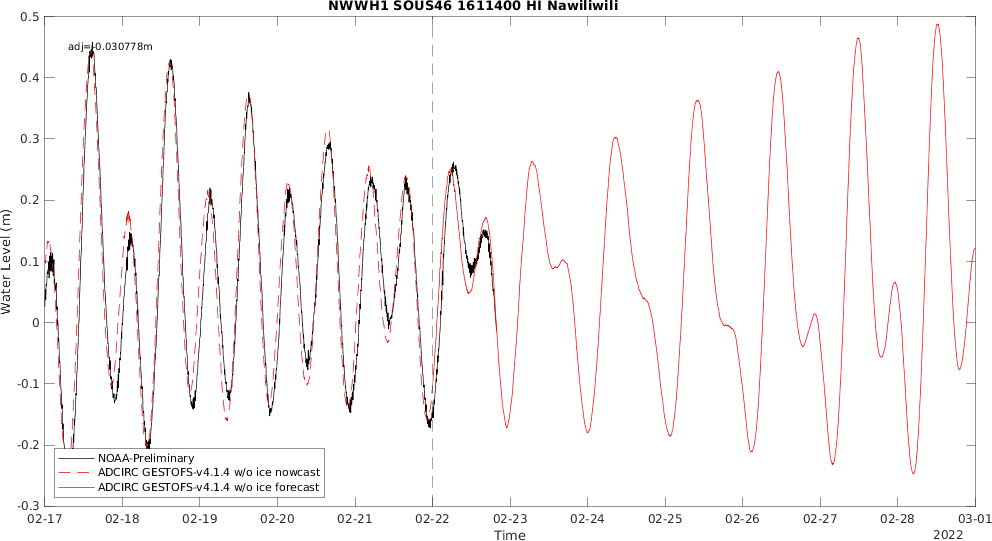 NWWH1 SOUS46 1611400 HI Nawiliwili
adj=-0.030778m
0.5
0.4
0.3
0.2
0.1
0
-0.1
-0.2
-0.3
Water Level (m)
NOAA-Preliminary
ADCIRC GESTOFS-v4.1.4 w/o ice nowcast
ADCIRC GESTOFS-v4.1.4 w/o ice forecast
02-17 02-18 02-19 02-20 02-21 02-22 02-23 02-24 02-25 02-26 02-27 02-28 03-01
Time
2022